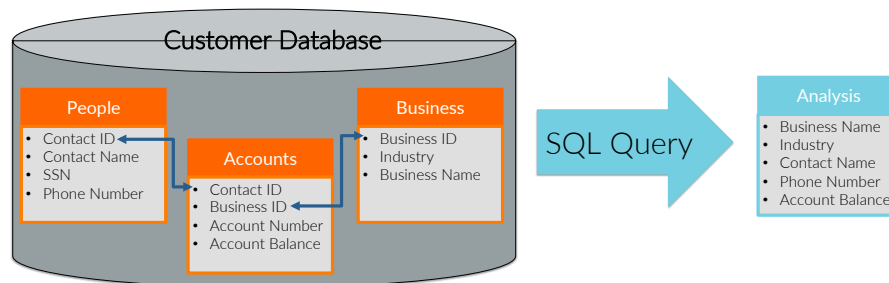 Customer Database
People
• Contact ID
• Contact Name
• SSN
• Phone Number
Accounts
• Contact ID
• Business ID
• Account Number
• Account Balance
Business
• Business ID
• Industry
• Business Name
SQL Query
Analysis
• Business Name
• Industry
• Contact Name
• Phone Number
• Account Balance